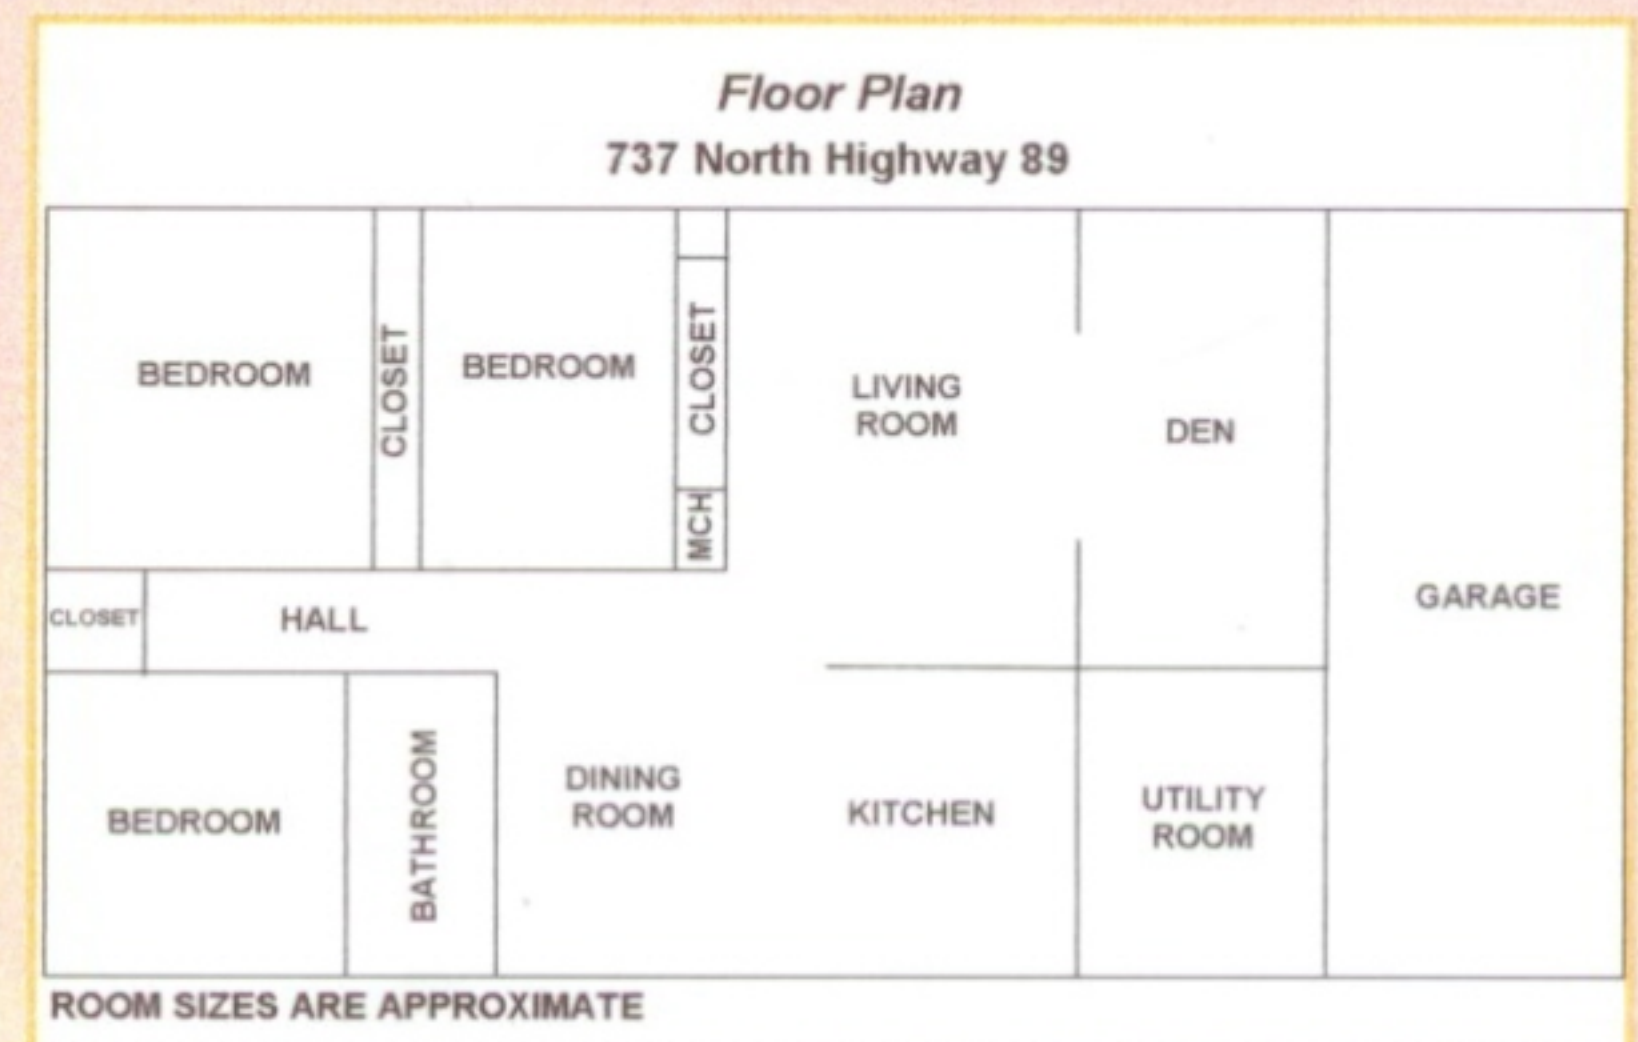 Floor Plan
737 North Highway 89
BEDROOM
CLOSET
BEDROOM
CLOSET
MCH
LIVING
ROOM
DEN
GARAGE
CLOSET
HALL
BEDROOM
BATHROOM
DINING
ROOM
KITCHEN
UTILITY
ROOM
ROOM SIZES ARE APPROXIMATE